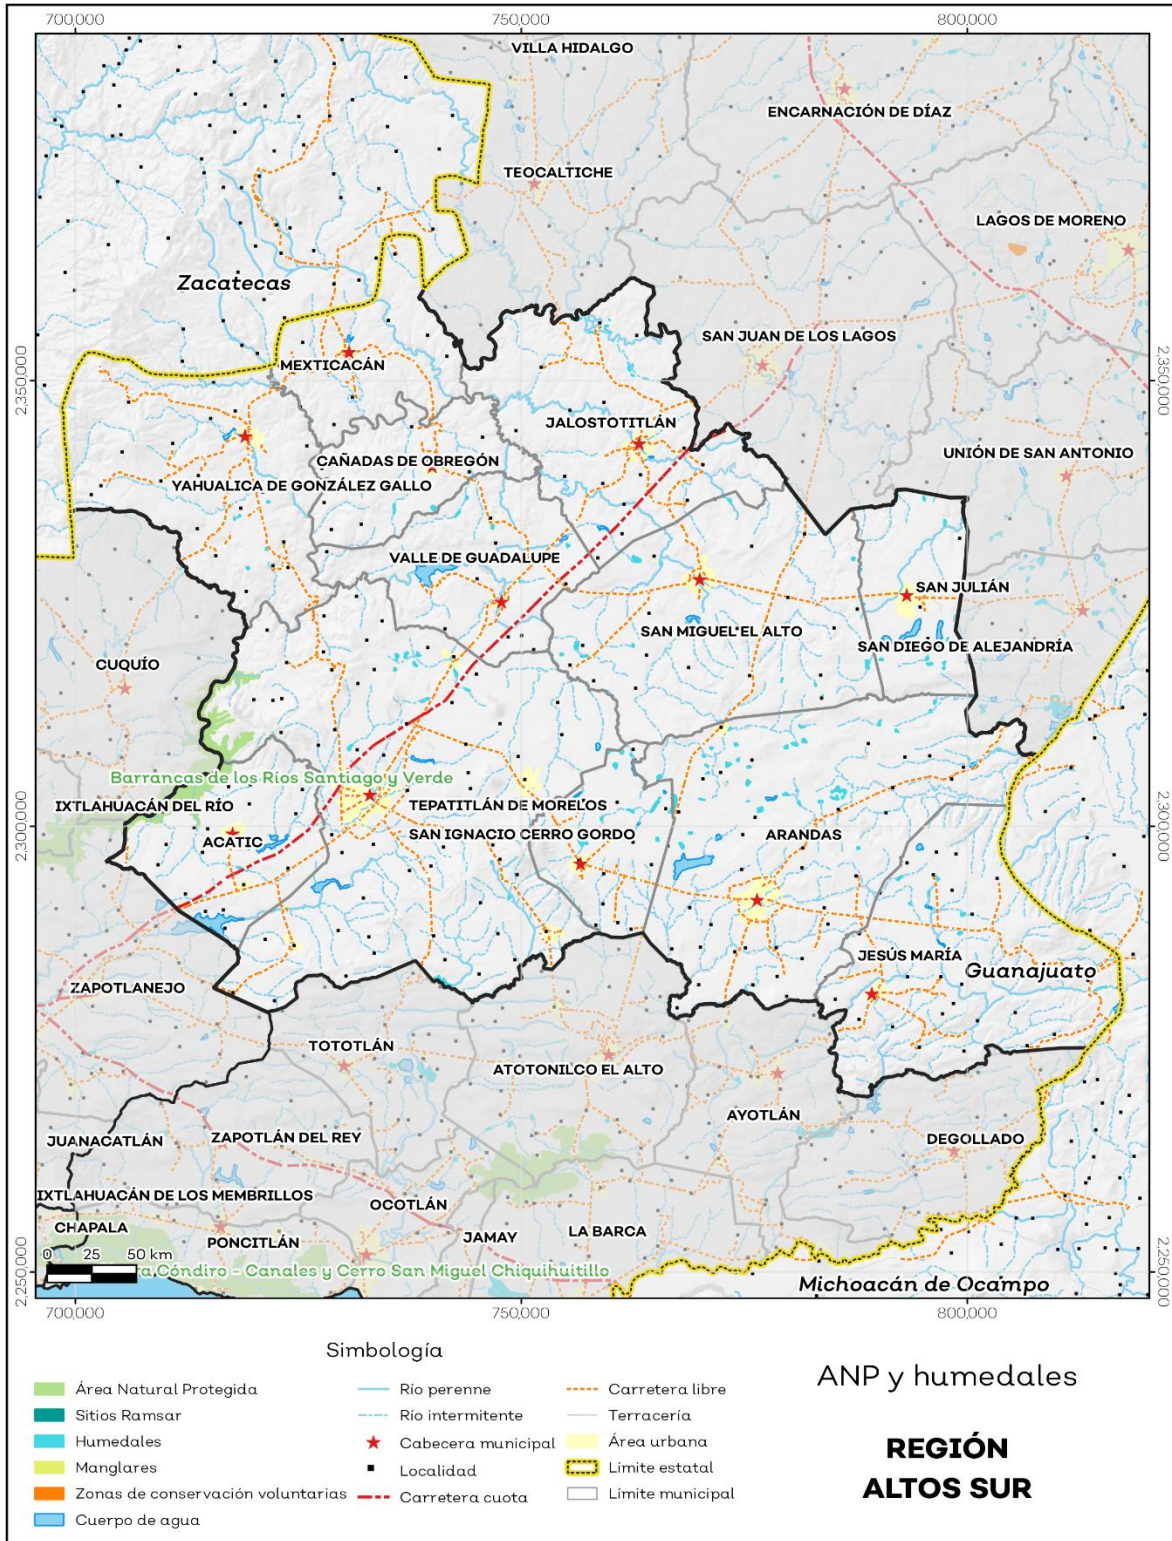 700,000
750,000
800,000
VILLA HIDALGO
ENCARNACIÓN DE DÍAZ
TEOCALTICHE
LAGOS DE MORENO
Zacatecas
SAN JUAN DE LOS LAGOS
MEXTICACÁN
2,350,000
2,350,000
JALOSTOTITLÁN
CAÑADAS DE OBREGÓN
UNIÓN DE SAN ANTONIO
YAHUALICA DE GONZÁLEZ GALLO
VALLE DE GUADALUPE
SAN JULIÁN
SAN MIGUEL EL ALTO
SAN DIEGO DE ALEJANDRÍA
CUQUÍO
Barrancas de los Ríos Santiago y Verde
IXTLAHUACÁN DEL RÍO
TEPATITLÁN DE MORELOS
2,300,000
2,300,000
ACATIC
SAN IGNACIO CERRO GORDO
ARANDAS
JESÚS MARÍA
Guanajuato
ZAPOTLANEJO
TOTOTLÁN
ATOTONILCO EL ALTO
AYOTLÁN
JUANACATLÁN
ZAPOTLÁN DEL REY
DEGOLLADO
IXTLAHUACÁN DE LOS MEMBRILLOS
OCOTLÁN
CHAPALA
PONCITLÁN
JAMAY
LA BARCA
0 25 50 km
ra Cóndiro - Canales y Cerro San Miguel Chiquihuitillo
Michoacán de Ocampo
2,250,000
2,250,000
700,000
750,000
800,000
Simbología
Área Natural Protegida
Sitios Ramsar
Humedales
Manglares
Zonas de conservación voluntarias
Cuerpo de agua
Río perenne
Río intermitente
Cabecera municipal
Localidad
Carretera cuota
Carretera libre
Terracería
Área urbana
Límite estatal
Límite municipal
ANP y humedales
REGIÓN
ALTOS SUR